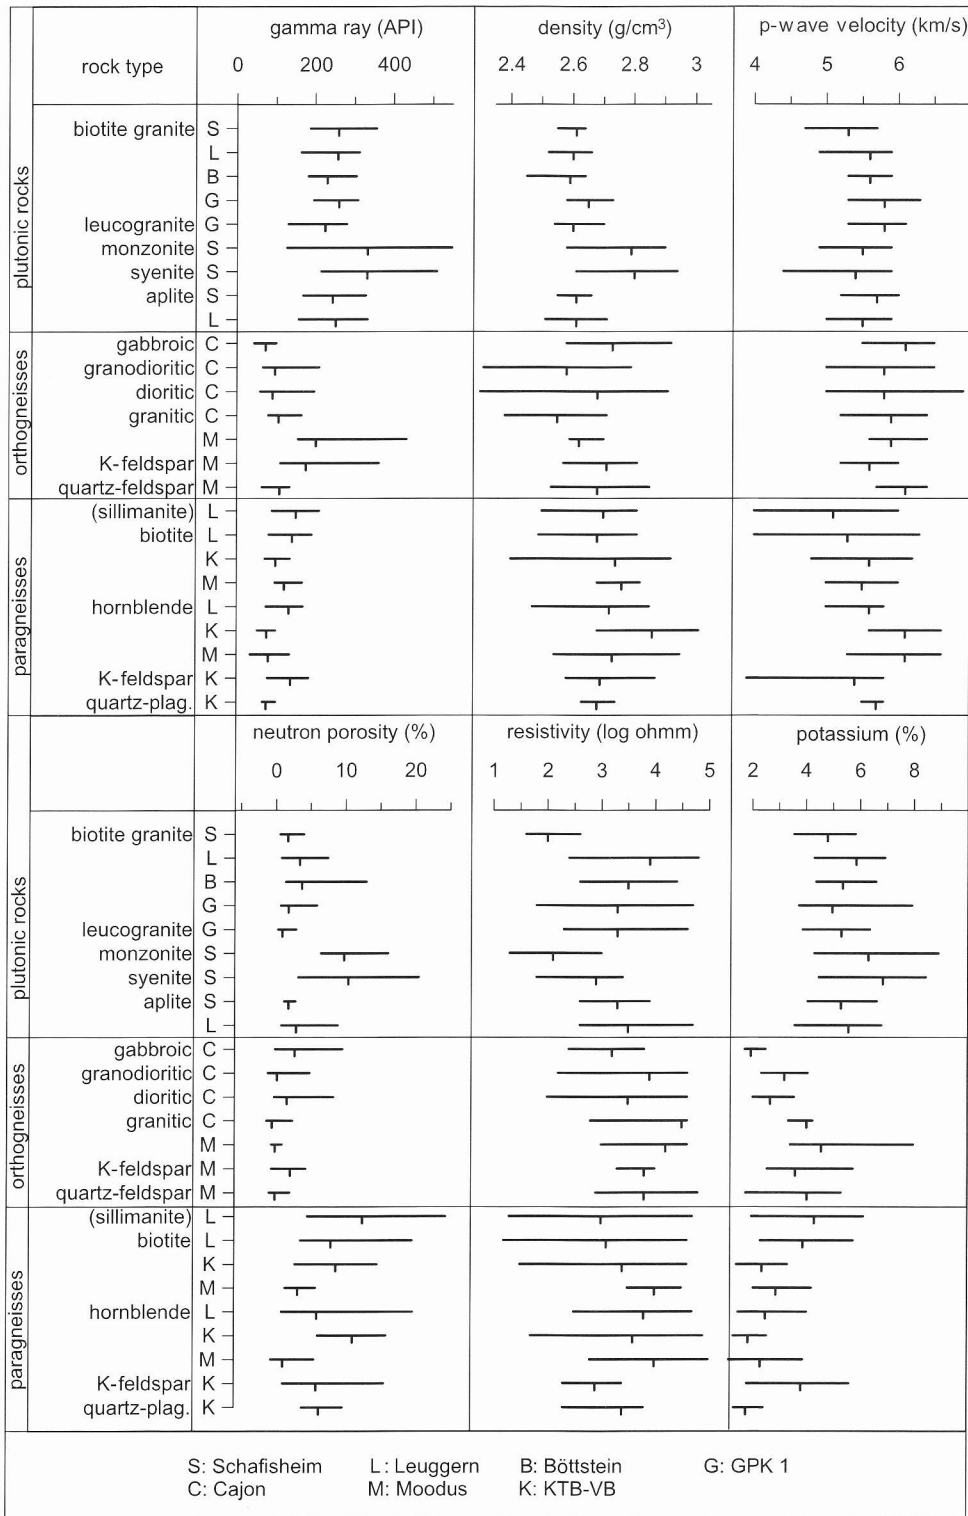 gamma ray (API) density (g/cm³) p-wave velocity (km/s)
rock type 0 200 400 2.4 2.6 2.8 3 4 5 6
plutonic rocks
biotite granite S
L
B
G
leucogranite G
monzonite S
syenite S
aplite S
L
orthogneisses
gabbroic C
granodioritic C
dioritic C
granitic C
M
K-feldspar M
quartz-feldspar M
paragneisses
(sillimanite) L
biotite L
K
M
hornblende L
K
M
K-feldspar K
quartz-plag. K
neutron porosity (%) resistivity (log ohmm) potassium (%)
0 10 20 1 2 3 4 5 2 4 6 8
plutonic rocks
biotite granite S
L
B
G
leucogranite G
monzonite S
syenite S
aplite S
L
orthogneisses
gabbroic C
granodioritic C
dioritic C
granitic C
M
K-feldspar M
quartz-feldspar M
paragneisses
(sillimanite) L
biotite L
K
M
hornblende L
K
M
K-feldspar K
quartz-plag. K
S: Schafisheim L: Leuggern B: Böttstein G: GPK 1
C: Cajon M: Moodus K: KTB-VB